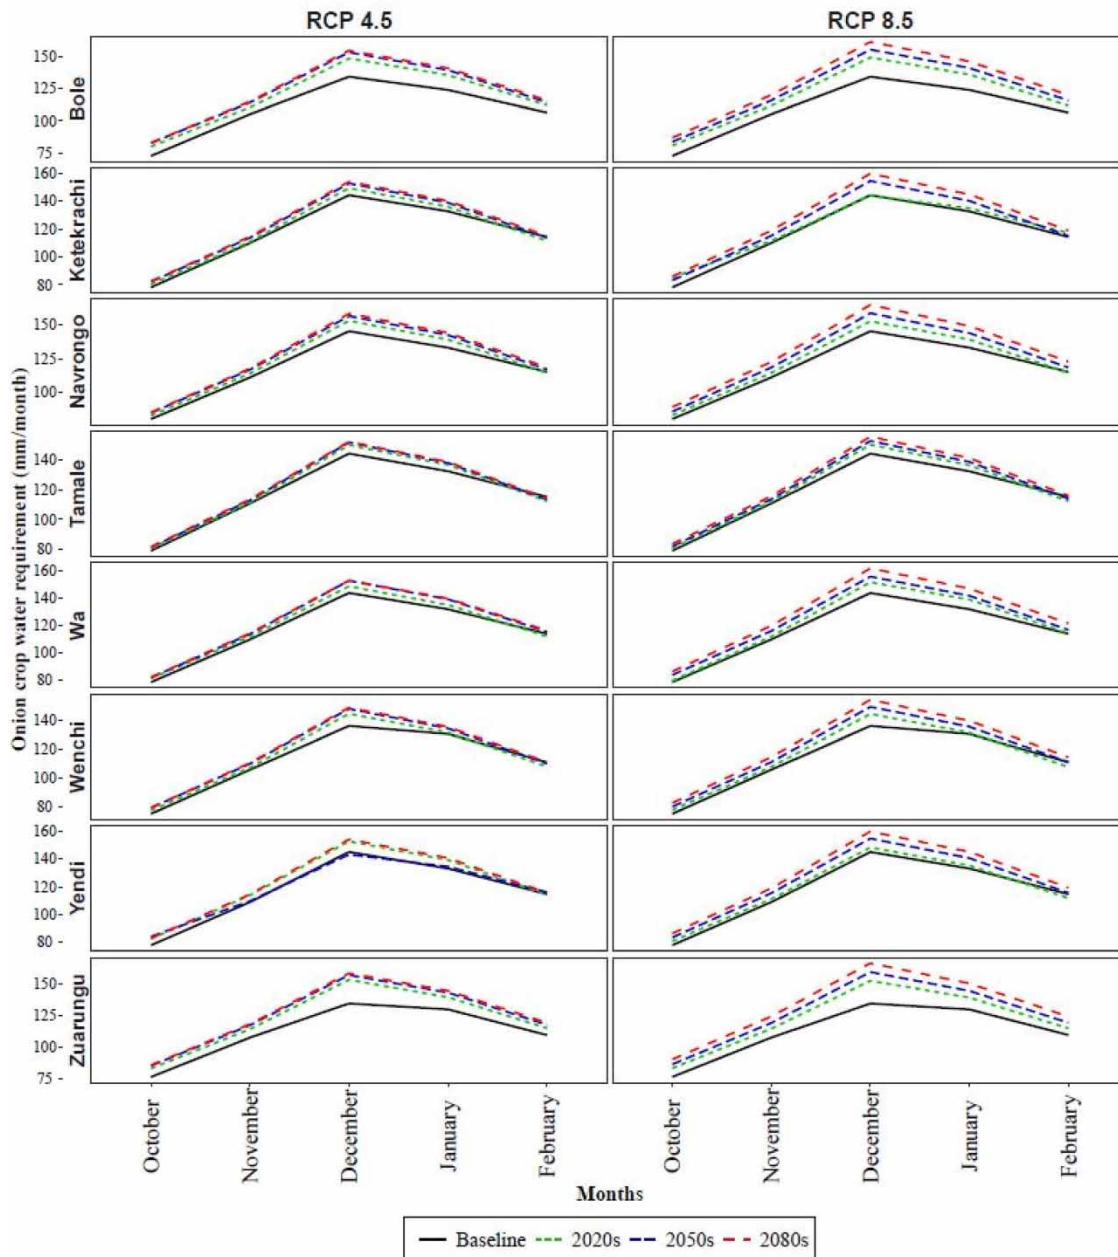 RCP 4.5 RCP 8.5
Onion crop water requirement (mm/month)
Bole
150-
125-
100-
75 -
Ketekrachi
160-
140-
120-
100-
80 -
Navrongo
150-
125-
100-
Tamale
140-
120-
100-
80 -
Wa
160-
140-
120-
100-
80 -
Wenchi
140-
120-
100-
80 -
Yendi
160-
140-
120-
100-
80 -
Zuarungu
150-
125-
100-
75 -
October November December January February October November December January February
Months
Baseline 2020s 2050s 2080s